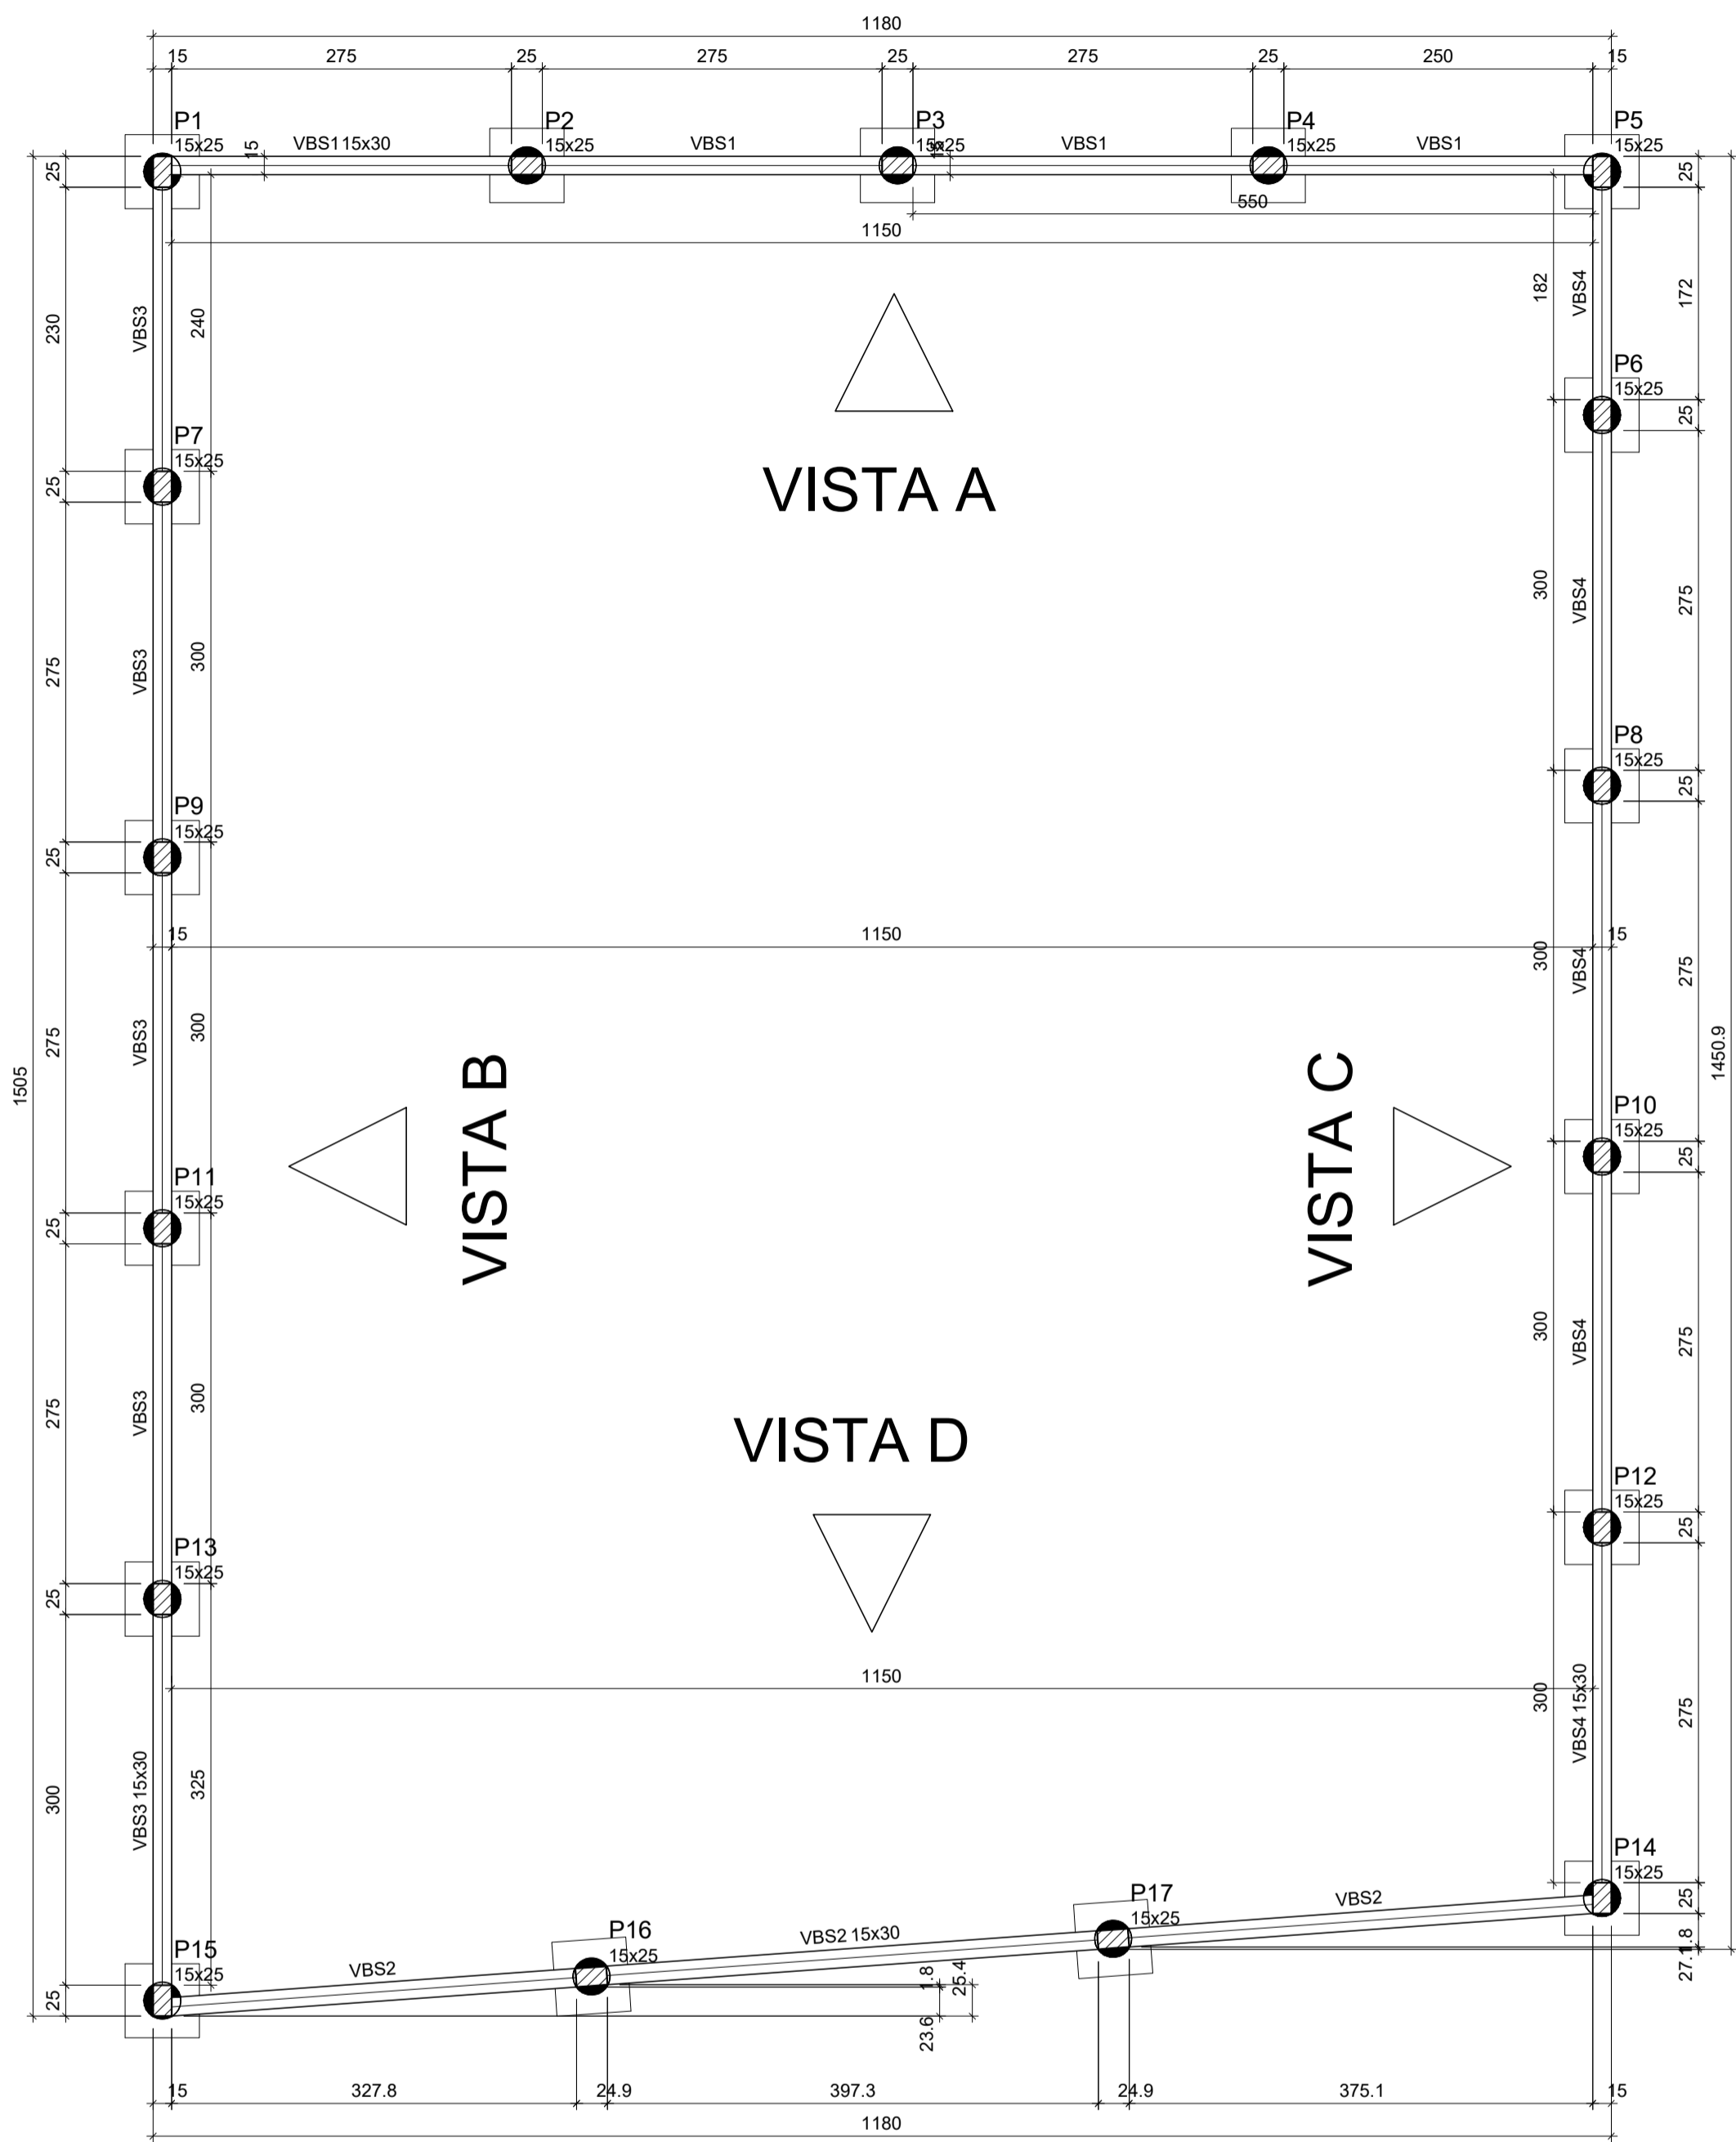 1180
15 275 25 275 25 275 25 250 15
P1 P2 P3 P4 P5
15x25 VBS1 15x30 15x25 VBS1 15x25 VBS1 15x25 VBS1 15x25
15 15
25 25
550
1150
230 VBS3 240 182 VBS4 172
P6
15x25
25
P7
15x25
25
VISTA A
275 VBS3 300 300 VBS4 275
P8
15x25
25
P9
15x25
25
15 1150 15
1505 275 VBS3 300 300 VBS4 275 1450.9
VISTA B
VISTA C
P10
15x25
25
P11
15x25
25
275 VBS3 300 300 VBS4 275
VISTA D
P12
15x25
25
P13
15x25
25
1150
300 VBS3 15x30 325 300 VBS4 15x30 275
P14
15x25
25
P17
15x25
VBS2
P16
15x25
VBS2 15x30
27.1 1.8
P15
15x25
25
VBS2
1.8 25.4
23.6
15 327.8 24.9 397.3 24.9 375.1 15
1180